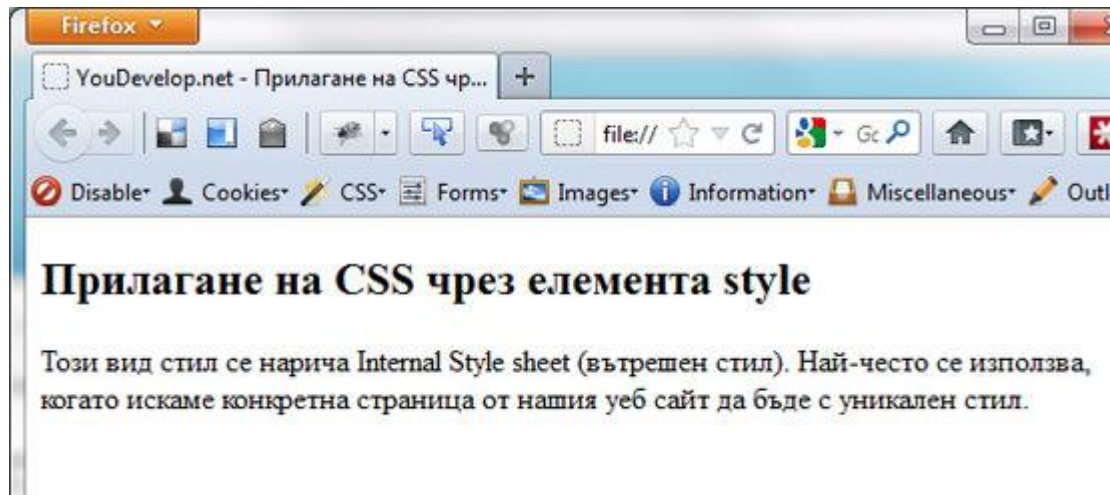 Firefox
YouDevelop.net - Прилагане на CSS чр...
file://
Disable Cookies CSS Forms Images Information Miscellaneous Outl
Прилагане на CSS чрез елемента style
Този вид стил се нарича Internal Style sheet (вътрешен стил). Най-често се използва,
когато искаме конкретна страница от нашия уеб сайт да бъде с уникален стил.